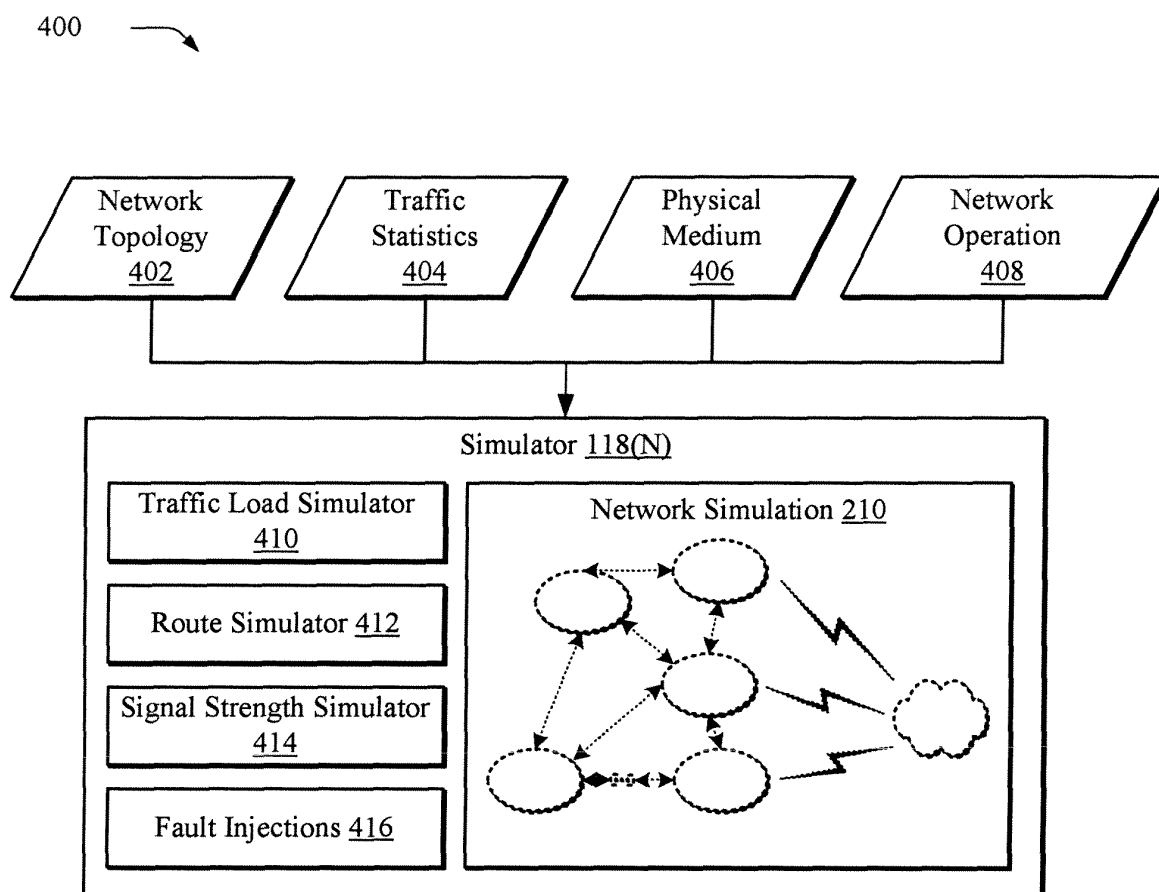 400
Network
Topology
402
Traffic
Statistics
404
Physical
Medium
406
Network
Operation
408
Simulator 118(N)
Traffic Load Simulator
410
Route Simulator 412
Signal Strength Simulator
414
Fault Injections 416
Network Simulation 210